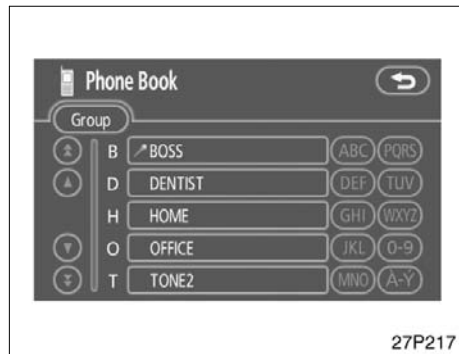 Phone Book
Group
B BOSS ABC PQRS
D DENTIST DEF TUV
H HOME GHI WXYZ
O OFFICE JKL 0-9
T TONE2 MNO À-Ý
27P217